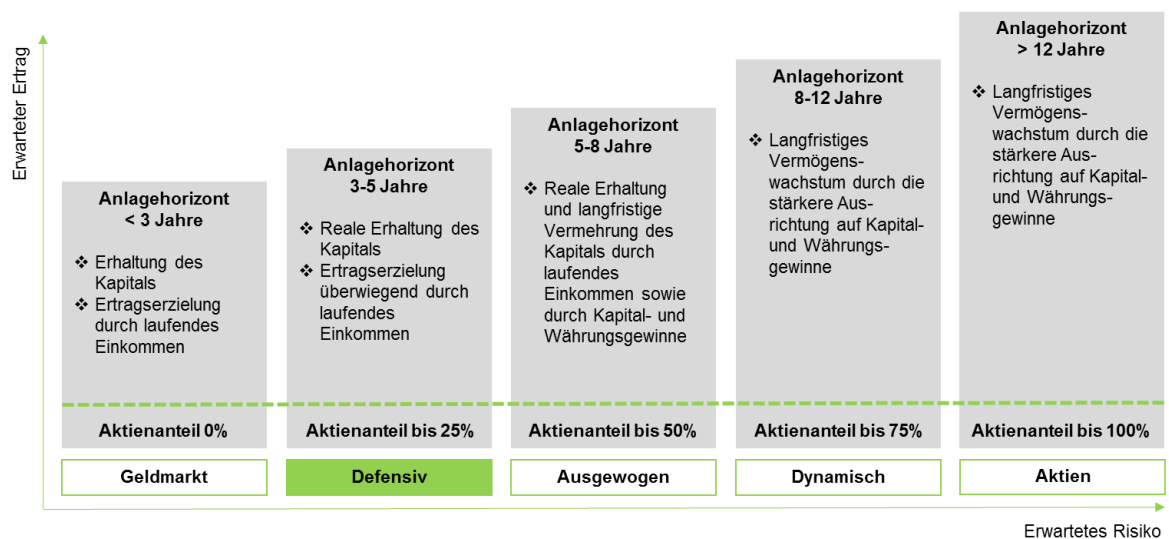 Erwarteter Ertrag
Anlagehorizont
< 3 Jahre
❖ Erhaltung des
Kapitals
❖ Ertragserzielung
durch laufendes
Einkommen
Aktienanteil 0%
Geldmarkt
Anlagehorizont
3-5 Jahre
❖ Reale Erhaltung des
Kapitals
❖ Ertragserzielung
überwiegend durch
laufendes
Einkommen
Aktienanteil bis 25%
Defensiv
Anlagehorizont
5-8 Jahre
❖ Reale Erhaltung
und langfristige
Vermehrung des
Kapitals durch
laufendes
Einkommen sowie
durch Kapital- und
Währungsgewinne
Aktienanteil bis 50%
Ausgewogen
Anlagehorizont
8-12 Jahre
❖ Langfristiges
Vermögens-
wachstum durch die
stärkere Aus-
richtung auf Kapital-
und Währungs-
gewinne
Aktienanteil bis 75%
Dynamisch
Anlagehorizont
> 12 Jahre
❖ Langfristiges
Vermögens-
wachstum durch die
stärkere Aus-
richtung auf Kapital-
und Währungs-
gewinne
Aktienanteil bis 100%
Aktien
Erwartetes Risiko